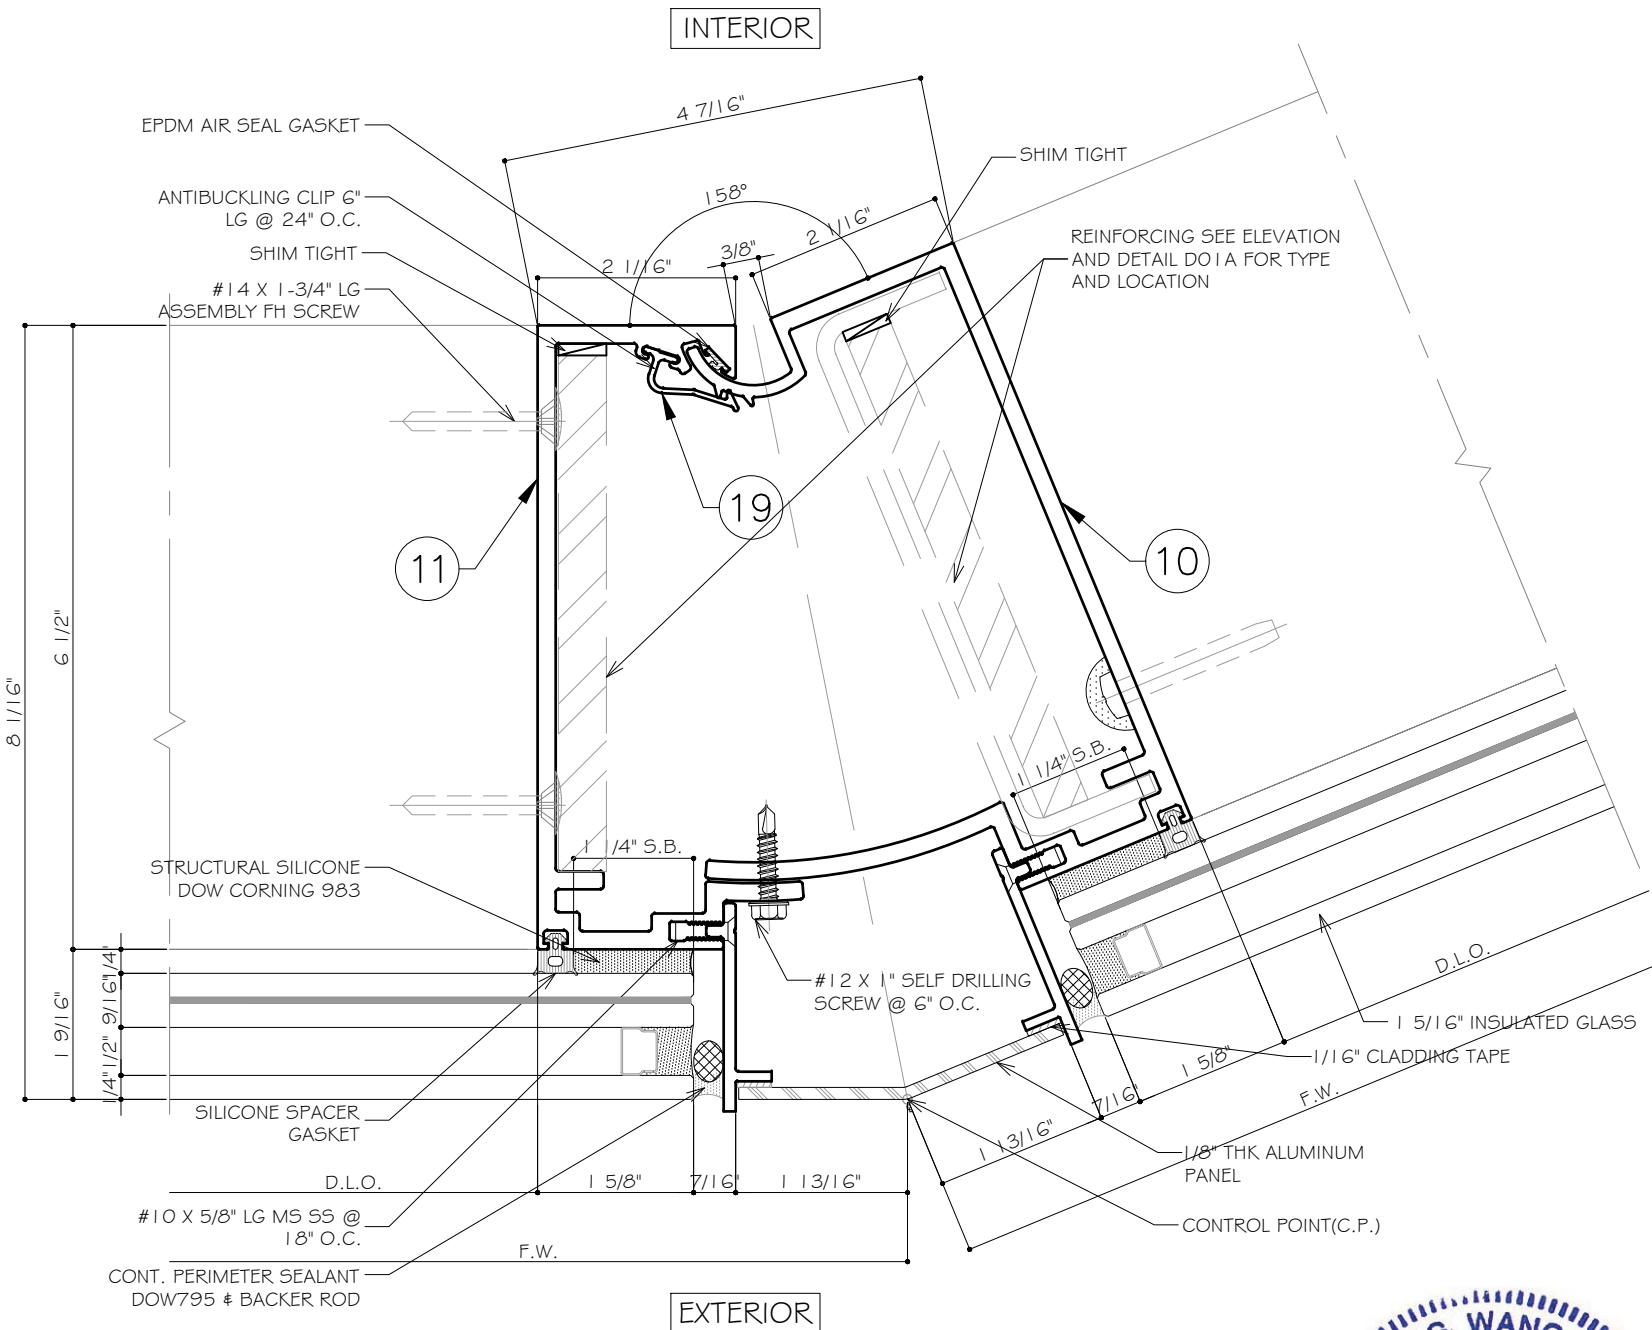 INTERIOR
4 7/16"
EPDM AIR SEAL GASKET
SHIM TIGHT
ANTIBUCKLING CLIP 6"
LG @ 24" O.C.
158°
2 1/16"
REINFORCING SEE ELEVATION
AND DETAIL D01A FOR TYPE
AND LOCATION
SHIM TIGHT
3/8"
2 1/16"
#14 X 1-3/4" LG
ASSEMBLY FH SCREW
19
11
10
6 1/2"
8 1/16"
1 1/4" S.B.
1 1/4" S.B.
STRUCTURAL SILICONE
DOW CORNING 983
#12 X 1" SELF DRILLING
SCREW @ 6" O.C.
D.L.O.
1/4"
9/16"
1/2"
1/4"
1 9/16"
1 5/16" INSULATED GLASS
1/16" CLADDING TAPE
1 5/8"
F.W.
7/16"
1 13/16"
SILICONE SPACER
GASKET
1/8" THK ALUMINUM
PANEL
D.L.O.
1 5/8"
7/16"
1 13/16"
#10 X 5/8" LG MS SS @
18" O.C.
CONTROL POINT(C.P.)
F.W.
CONT. PERIMETER SEALANT
DOW795 & BACKER ROD
EXTERIOR
G. WANG